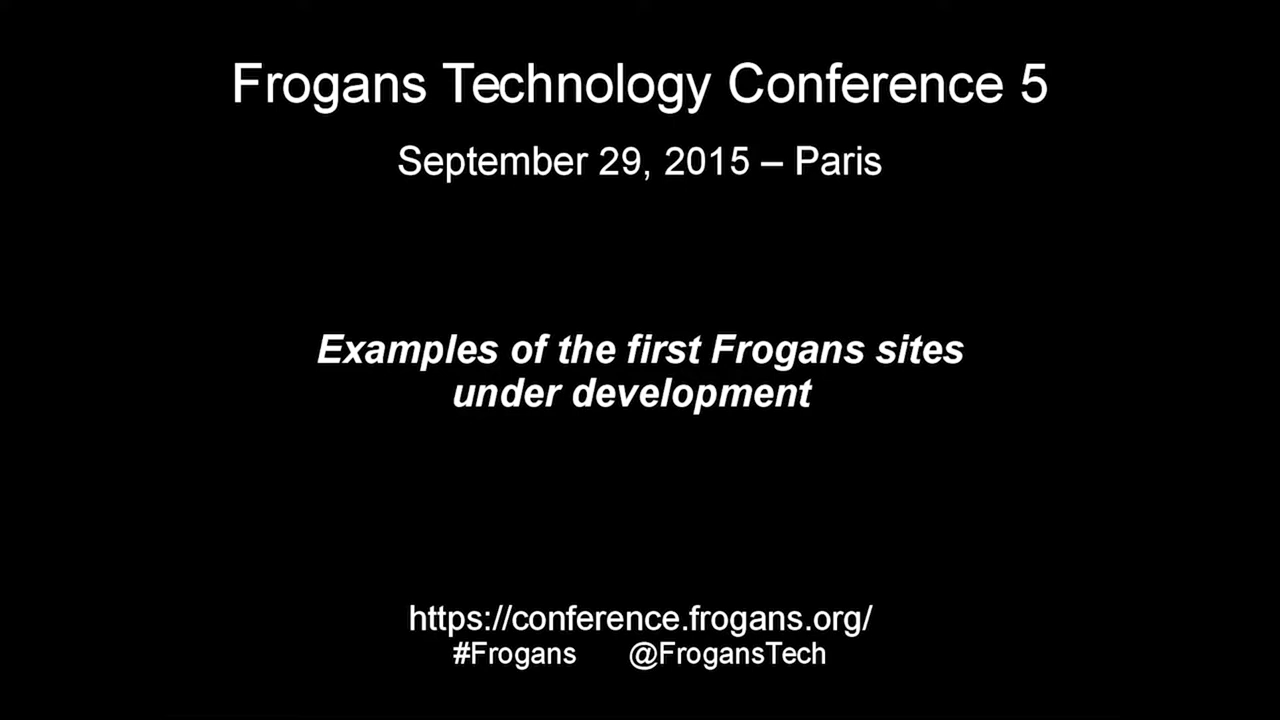 Frogans Technology Conference 5
September 29, 2015 – Paris
Examples of the first Frogans sites
under development
https://conference.frogans.org/
#Frogans @FrogansTech